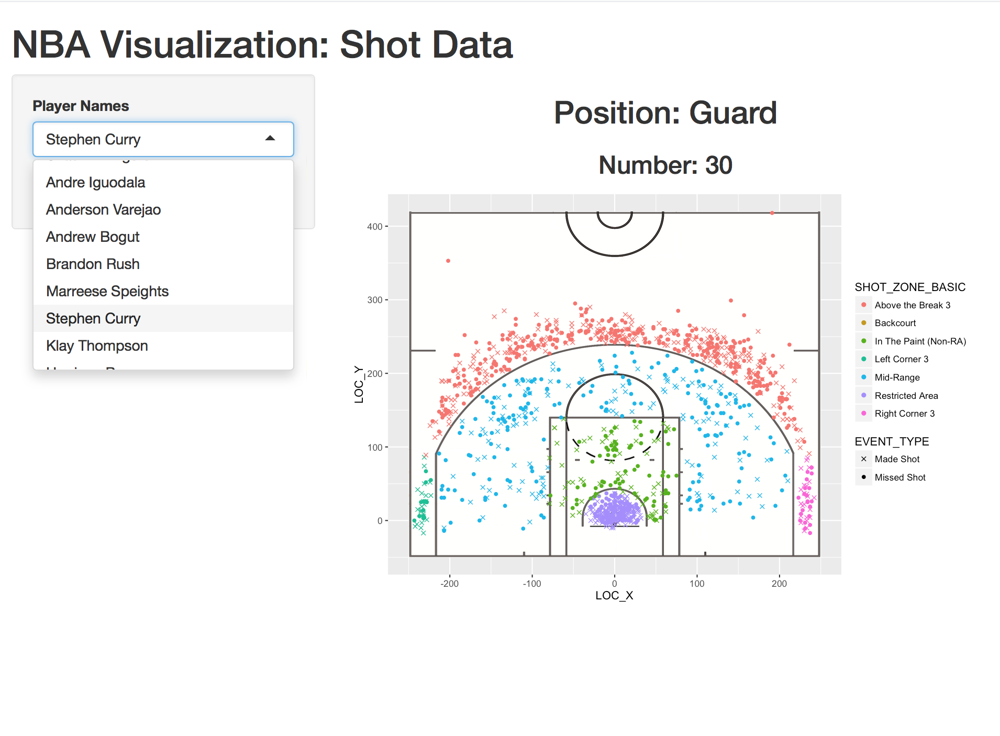 NBA Visualization: Shot Data
Player Names
Stephen Curry
Andre Iguodala
Anderson Varejao
Andrew Bogut
Brandon Rush
Marreese Speights
Stephen Curry
Klay Thompson
Position: Guard
Number: 30
400
300
200
100
0
LOC_Y
-200
-100
0
100
200
LOC_X
SHOT_ZONE_BASIC
Above the Break 3
Backcourt
In The Paint (Non-RA)
Left Corner 3
Mid-Range
Restricted Area
Right Corner 3
EVENT_TYPE
Made Shot
Missed Shot